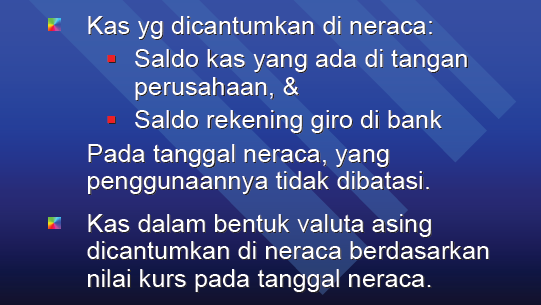 Kas yg dicantumkan di neraca:
Saldo kas yang ada di tangan
perusahaan, &
Saldo rekening giro di bank
Pada tanggal neraca, yang
penggunaannya tidak dibatasi.
Kas dalam bentuk valuta asing
dicantumkan di neraca berdasarkan
nilai kurs pada tanggal neraca.